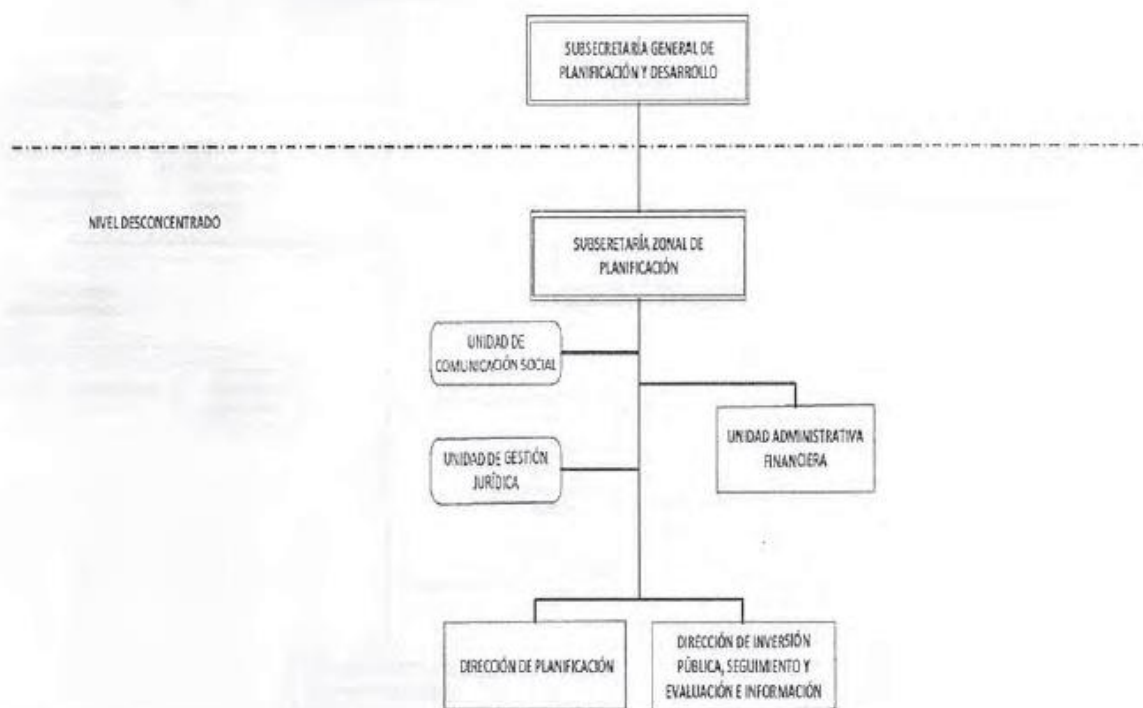 SUBSECRETARÍA GENERAL DE
PLANIFICACIÓN Y DESARROLLO
NIVEL DESCONCENTRADO
SUBSERETARÍA ZONAL DE
PLANIFICACIÓN
UNIDAD DE
COMUNICACIÓN SOCIAL
UNIDAD ADMINISTRATIVA
FINANCIERA
UNIDAD DE GESTIÓN
JURÍDICA
DIRECCIÓN DE PLANIFICACIÓN
DIRECCIÓN DE INVERSIÓN
PÚBLICA, SEGUIMIENTO Y
EVALUACIÓN E INFORMACIÓN